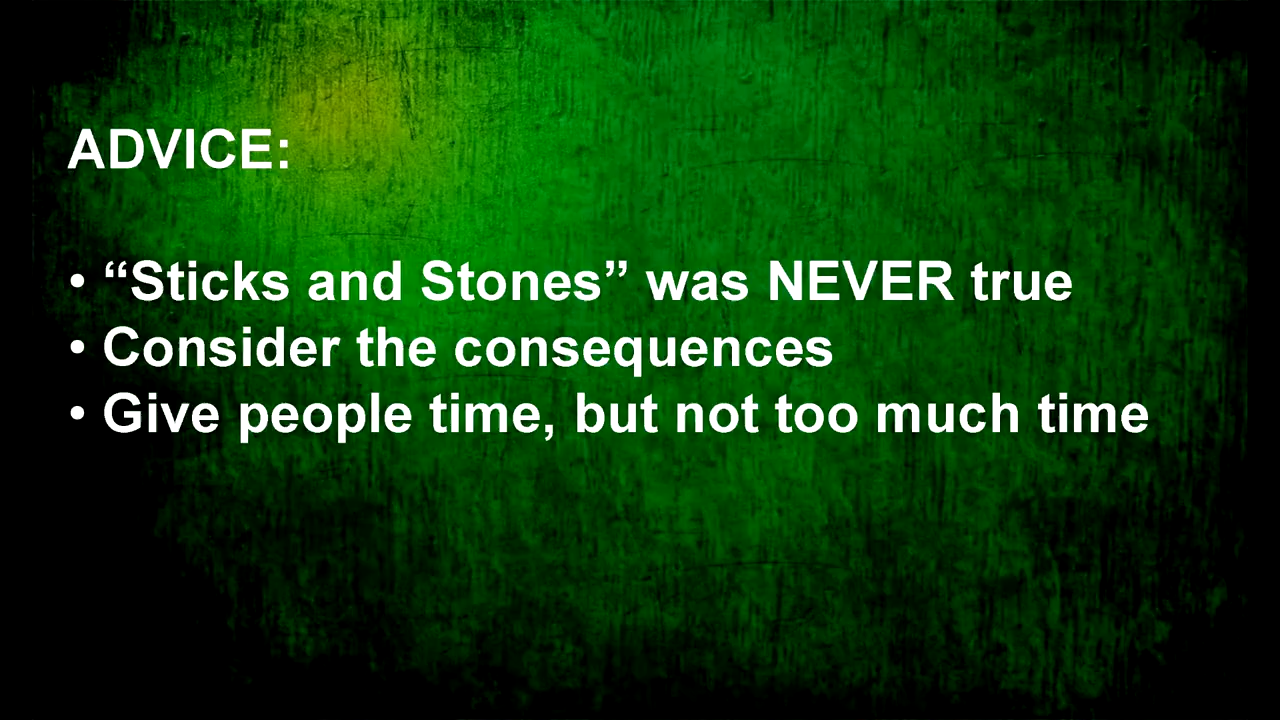 ADVICE:
• “Sticks and Stones” was NEVER true
• Consider the consequences
• Give people time, but not too much time